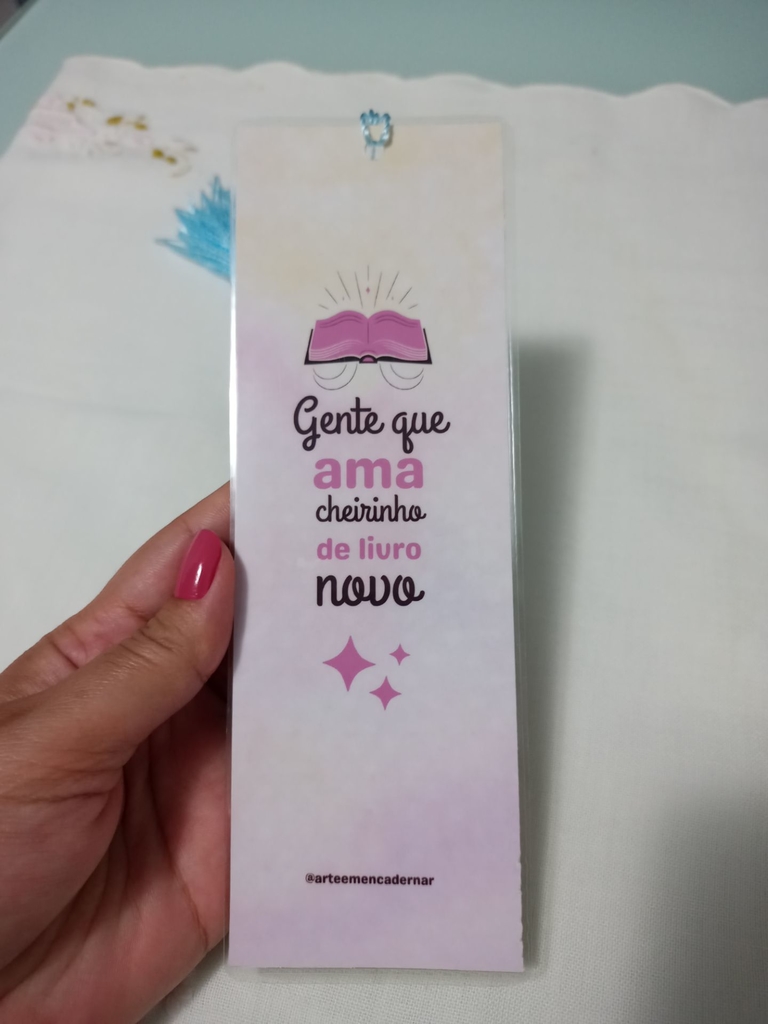 Gente que
ama
cheirinho
de livro
novo
@arteemencadernar